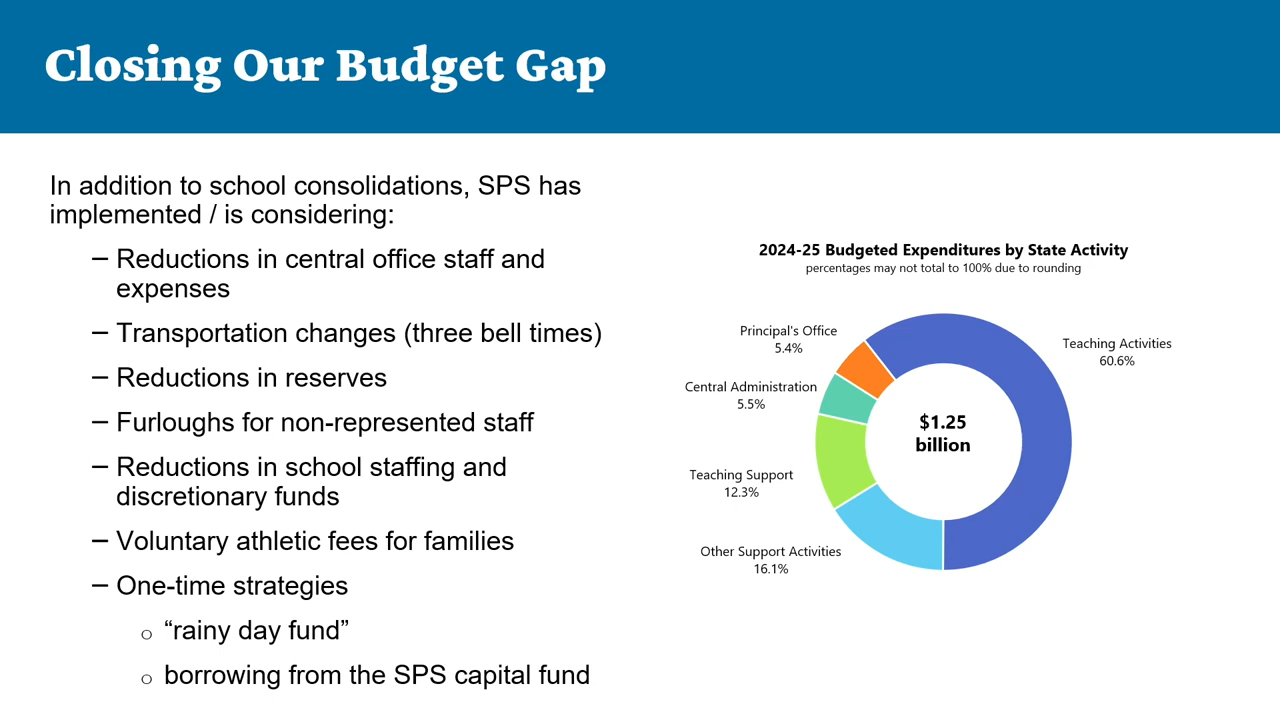 Closing Our Budget Gap
In addition to school consolidations, SPS has
implemented / is considering:
– Reductions in central office staff and
expenses
– Transportation changes (three bell times)
– Reductions in reserves
– Furloughs for non-represented staff
– Reductions in school staffing and
discretionary funds
– Voluntary athletic fees for families
– One-time strategies
o “rainy day fund”
o borrowing from the SPS capital fund
2024-25 Budgeted Expenditures by State Activity
percentages may not total to 100% due to rounding
Principal's Office
5.4%
Teaching Activities
60.6%
Central Administration
5.5%
$1.25
billion
Teaching Support
12.3%
Other Support Activities
16.1%